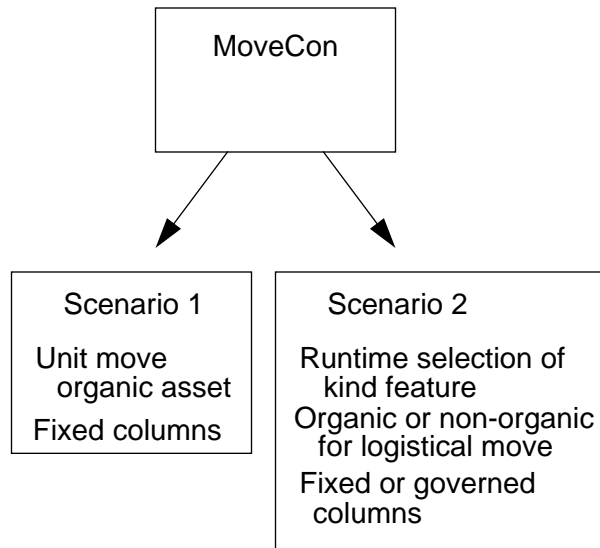 MoveCon
Scenario 1
Unit move
organic asset
Fixed columns
Scenario 2
Runtime selection of
kind feature
Organic or non-organic
for logistical move
Fixed or governed
columns